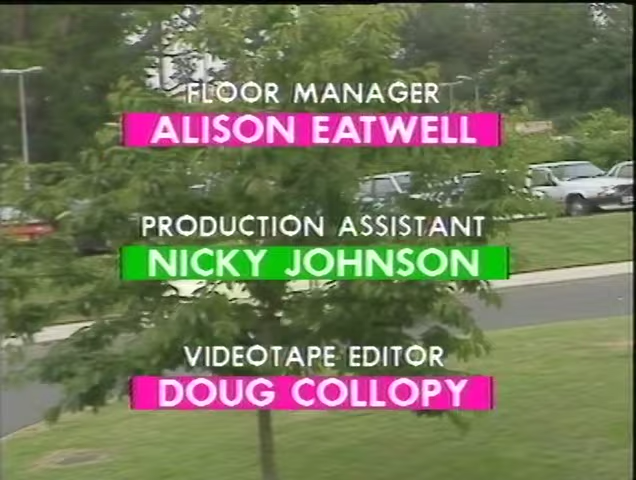 FLOOR MANAGER
ALISON EATWELL
PRODUCTION ASSISTANT
NICKY JOHNSON
VIDEOTAPE EDITOR
DOUG COLLOPY